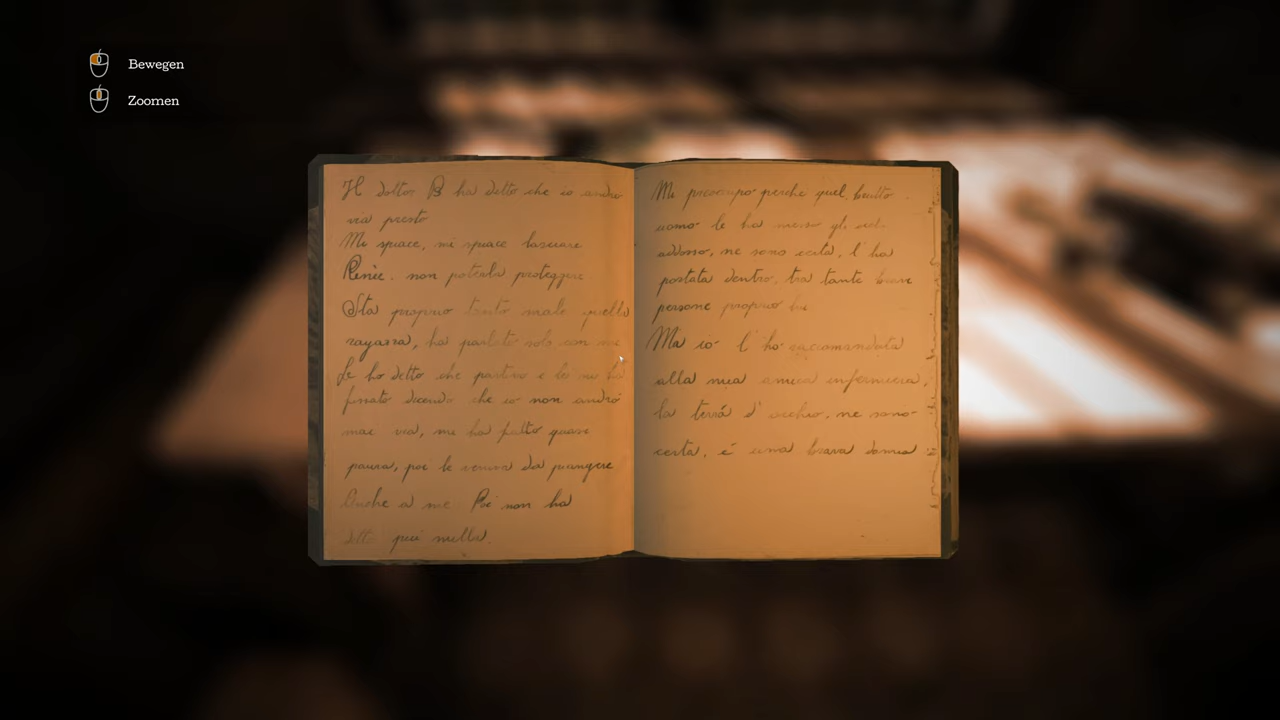 Bewegen
Zoomen
Il dottor B ha detto che io andrò
via presto
Mi spiace, mi spiace lasciare
Renée. non poterla proteggere
Sta proprio tanto male quella
ragazza, ha parlato solo con me
Le ho detto che partivo e lei mi ha
fissato dicendo che io non andrò
mai via, mi ha fatto quasi
paura, poi le veniva da piangere
Anche a me. Poi non ha
detto più nulla.
Mi preoccupo perché quel brutto
uomo le ha messo gli occhi
addosso, ne sono certa, l'ha
portata dentro, tra tante brave
persone proprio lui
Ma io l'ho raccomandata
alla mia amica infermiera,
la terrà d'occhio, ne sono
certa, è una brava donna